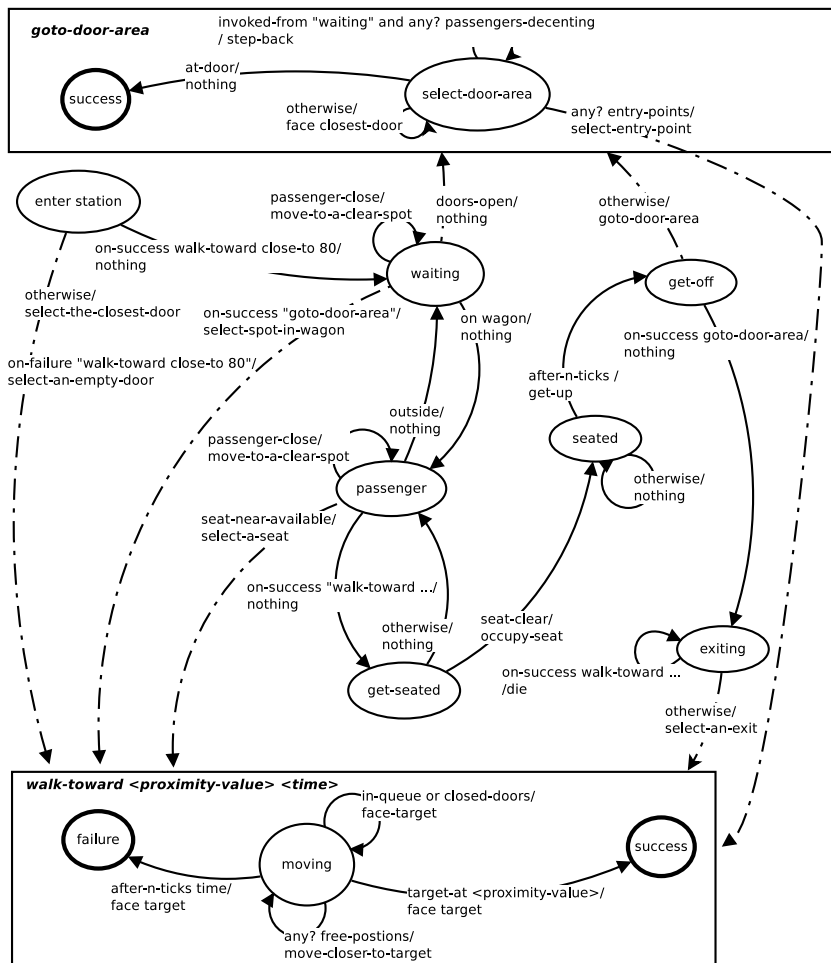 goto-door-area
invoked-from "waiting" and any? passengers-decenting
/ step-back
at-door/
nothing
success
select-door-area
otherwise/
face closest-door
any? entry-points/
select-entry-point
enter station
passenger-close/
move-to-a-clear-spot
doors-open/
nothing
otherwise/
goto-door-area
on-success walk-toward close-to 80/
nothing
waiting
get-off
otherwise/
select-the-closest-door
on-success "goto-door-area"/
select-spot-in-wagon
on wagon/
nothing
on-success goto-door-area/
nothing
on-failure "walk-toward close-to 80"/
select-an-empty-door
after-n-ticks /
get-up
outside/
nothing
passenger-close/
move-to-a-clear-spot
seated
otherwise/
nothing
passenger
seat-near-available/
select-a-seat
on-success "walk-toward .../
nothing
otherwise/
nothing
seat-clear/
occupy-seat
exiting
on-success walk-toward ...
/die
get-seated
otherwise/
select-an-exit
walk-toward <proximity-value> <time>
in-queue or closed-doors/
face-target
failure
moving
success
after-n-ticks time/
face target
target-at <proximity-value>/
face target
any? free-postions/
move-closer-to-target